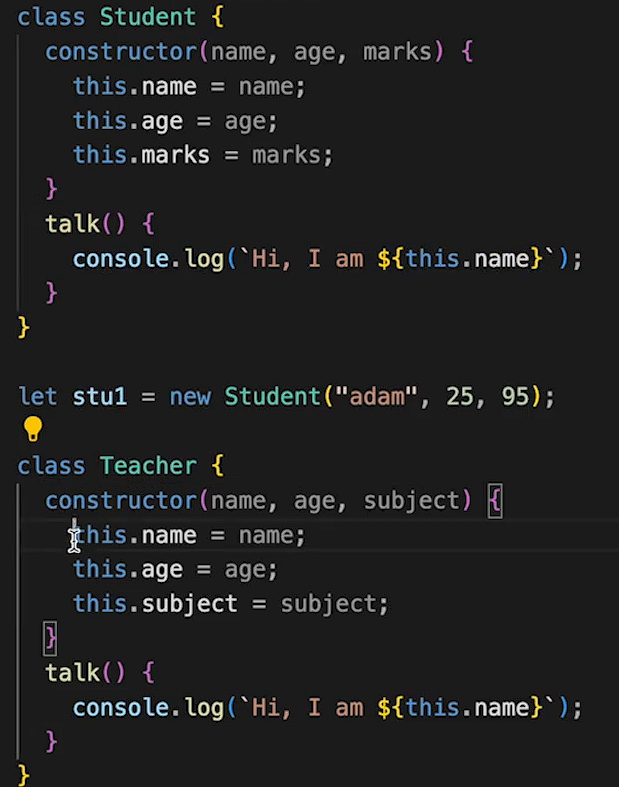 class Student {
constructor(name, age, marks) {
this.name = name;
this.age = age;
this.marks = marks;
}
talk() {
console.log(`Hi, I am ${this.name}`);
}
}
let stu1 = new Student("adam", 25, 95);
class Teacher {
constructor(name, age, subject) {
this.name = name;
this.age = age;
this.subject = subject;
}
talk() {
console.log(`Hi, I am ${this.name}`);
}
}